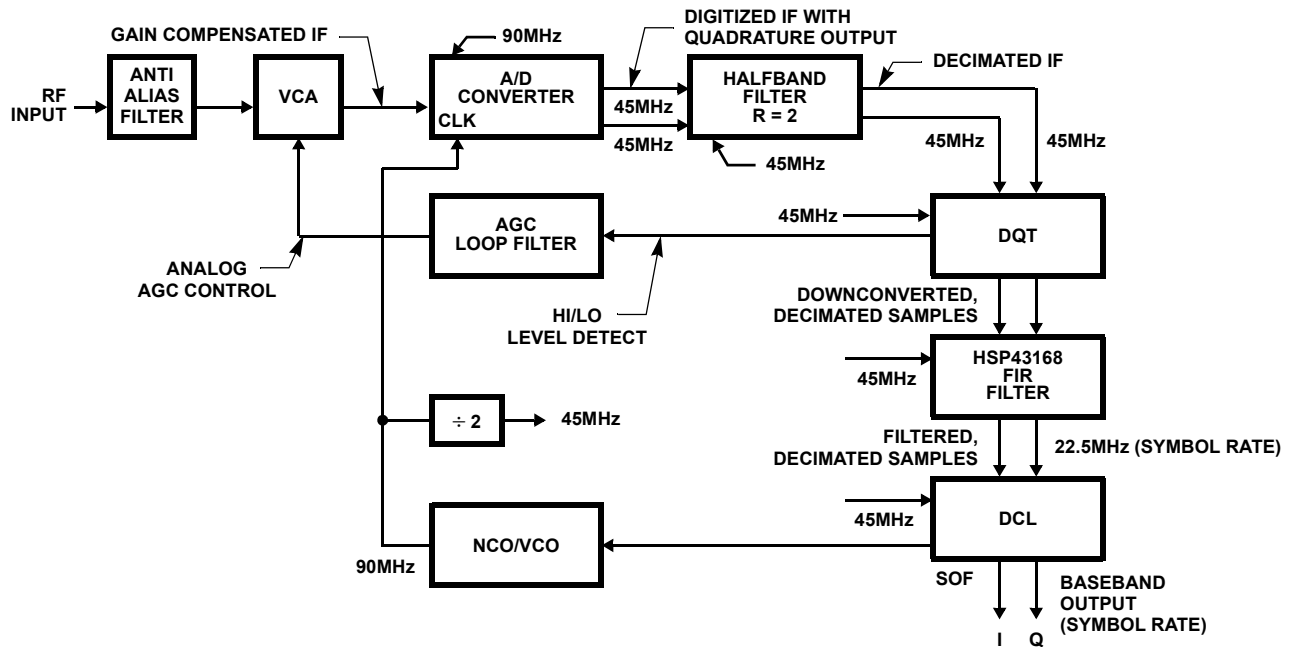 GAIN COMPENSATED IF
90MHz
DIGITIZED IF WITH
QUADRATURE OUTPUT
DECIMATED IF
RF
INPUT
ANTI
ALIAS
FILTER
VCA
A/D
CONVERTER
CLK
45MHz
45MHz
HALFBAND
FILTER
R = 2
45MHz
45MHz
45MHz
ANALOG
AGC CONTROL
AGC
LOOP FILTER
HI/LO
LEVEL DETECT
45MHz
DQT
DOWNCONVERTED,
DECIMATED SAMPLES
45MHz
HSP43168
FIR
FILTER
÷ 2
45MHz
FILTERED,
DECIMATED SAMPLES
22.5MHz (SYMBOL RATE)
45MHz
DCL
90MHz
NCO/VCO
SOF
BASEBAND
OUTPUT
(SYMBOL RATE)
I
Q